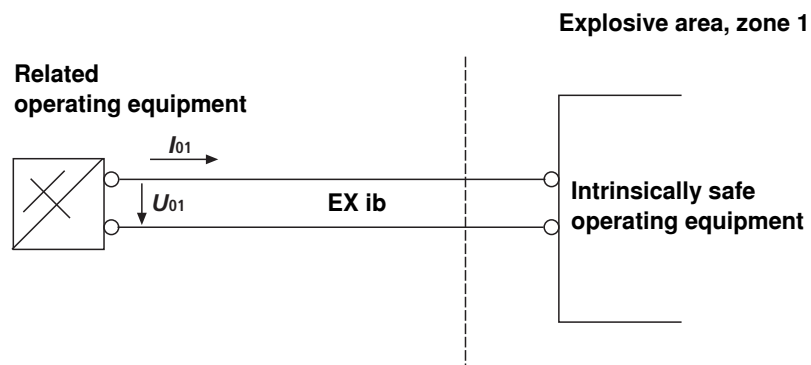 Explosive area, zone 1
Related
operating equipment
I01
U01
EX ib
Intrinsically safe
operating equipment